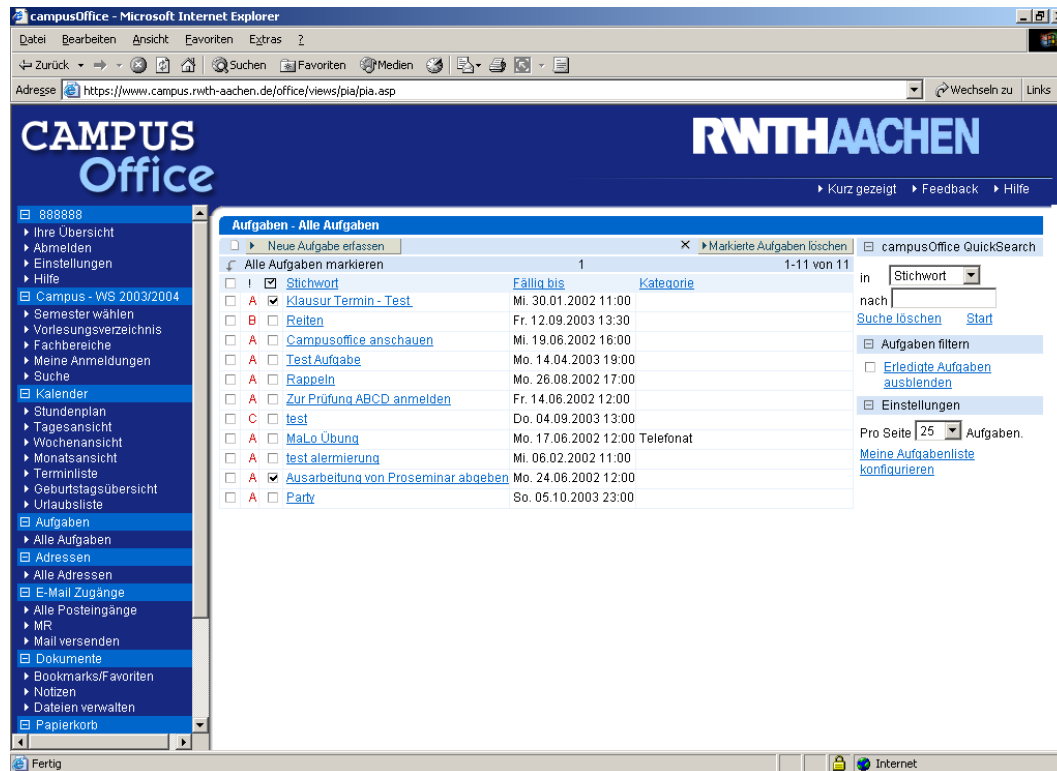 campusOffice - Microsoft Internet Explorer
Datei Bearbeiten Ansicht Favoriten Extras ?
Zurück Suchen Favoriten Medien
Adresse https://www.campus.rwth-aachen.de/office/views/pia/pia.asp Wechseln zu Links
CAMPUS
Office
RWTHAACHEN
Kurz gezeigt Feedback Hilfe
888888
Ihre Übersicht
Abmelden
Einstellungen
Hilfe
Campus - WS 2003/2004
Semester wählen
Vorlesungsverzeichnis
Fachbereiche
Meine Anmeldungen
Suche
Kalender
Stundenplan
Tagesansicht
Wochenansicht
Monatsansicht
Terminliste
Geburtstagsübersicht
Urlaubsliste
Aufgaben
Alle Aufgaben
Adressen
Alle Adressen
E-Mail Zugänge
Alle Posteingänge
MR
Mail versenden
Dokumente
Bookmarks/Favoriten
Notizen
Dateien verwalten
Papierkorb
Aufgaben - Alle Aufgaben
Neue Aufgabe erfassen Markierte Aufgaben löschen
Alle Aufgaben markieren 1 1-11 von 11
! Stichwort Fällig bis Kategorie
A Klausur Termin - Test Mi. 30.01.2002 11:00
B Reiten Fr. 12.09.2003 13:30
A Campusoffice anschauen Mi. 19.06.2002 16:00
A Test Aufgabe Mo. 14.04.2003 19:00
A Rappeln Mo. 26.08.2002 17:00
A Zur Prüfung ABCD anmelden Fr. 14.06.2002 12:00
C test Do. 04.09.2003 13:00
A MaLo Übung Mo. 17.06.2002 12:00 Telefonat
A test alermierung Mi. 06.02.2002 11:00
A Ausarbeitung von Proseminar abgeben Mo. 24.06.2002 12:00
A Party So. 05.10.2003 23:00
campusOffice QuickSearch
in Stichwort
nach
Suche löschen Start
Aufgaben filtern
Erledigte Aufgaben
ausblenden
Einstellungen
Pro Seite 25 Aufgaben.
Meine Aufgabenliste
konfigurieren
Fertig Internet